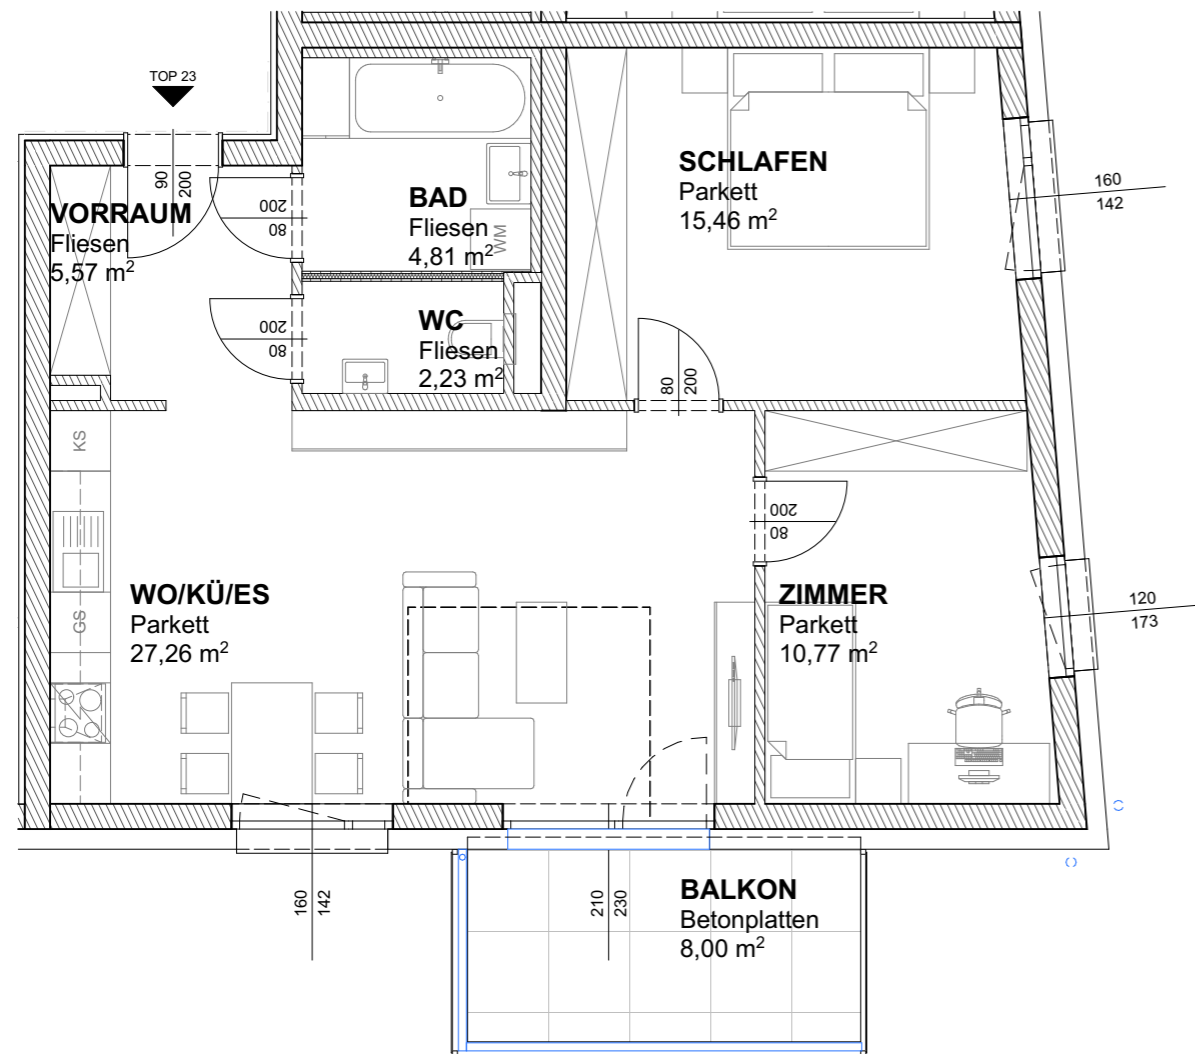 TOP 23
90
200
VORRAUM
Fliesen
5,57 m²
200
80
BAD
Fliesen
4,81 m²
WM
SCHLAFEN
Parkett
15,46 m²
160
142
200
80
WC
Fliesen
2,23 m²
80
200
KS
200
80
GS
WO/KÜ/ES
Parkett
27,26 m²
ZIMMER
Parkett
10,77 m²
120
173
160
142
210
230
BALKON
Betonplatten
8,00 m²